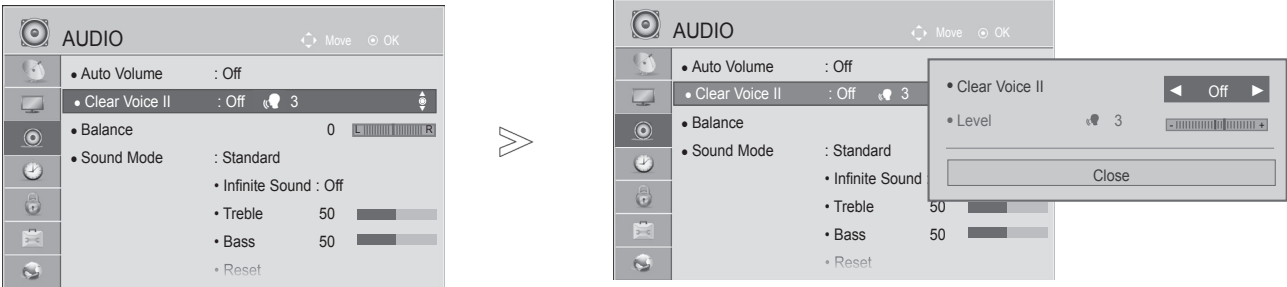 AUDIO
Move OK
• Auto Volume : Off
• Clear Voice II : Off 3
• Balance 0 L R
• Sound Mode : Standard
• Infinite Sound : Off
• Treble 50
• Bass 50
• Reset
AUDIO
Move OK
• Auto Volume : Off
• Clear Voice II : Off 3
• Balance
• Sound Mode : Standard
• Infinite Sound :
• Treble 50
• Bass 50
• Reset
• Clear Voice II ◀ Off ▶
• Level 3 - +
Close